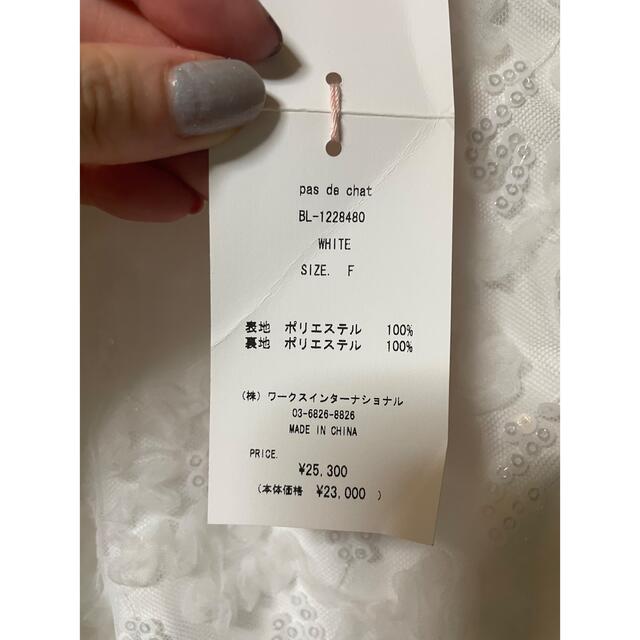 pas de chat
BL-1228480
WHITE
SIZE. F
表地 ポリエステル 100%
裏地 ポリエステル 100%
(株) ワークスインターナショナル
03-6826-8826
MADE IN CHINA
PRICE.
¥25,300
(本体価格 ¥23,000 )